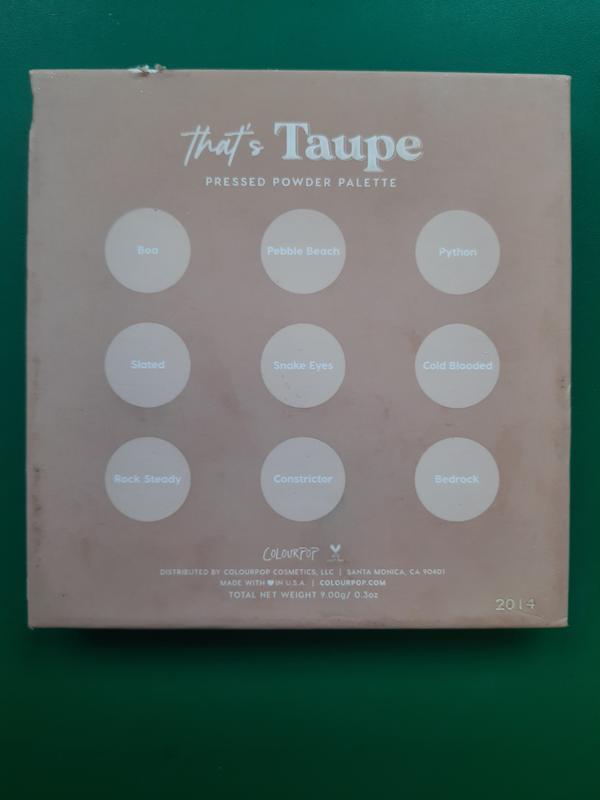 that's Taupe
PRESSED POWDER PALETTE
Boa Pebble Beach Python
Slated Snake Eyes Cold Blooded
Rock Steady Constrictor Bedrock
COLOURPOP
DISTRIBUTED BY COLOURPOP COSMETICS, LLC | SANTA MONICA, CA 90401
MADE WITH ♥ IN U.S.A. | COLOURPOP.COM
TOTAL NET WEIGHT 9.00g/ 0.3oz
2014